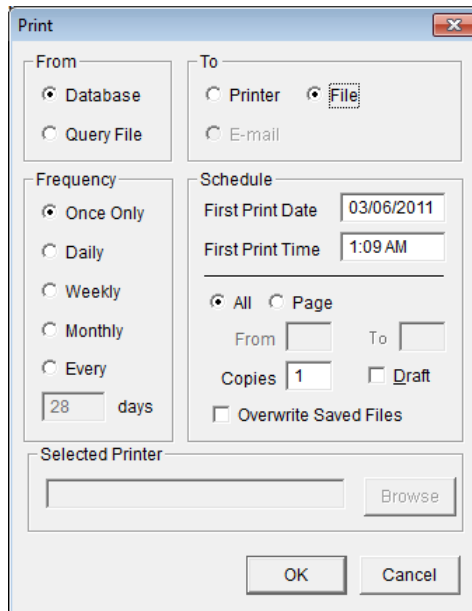 Print
From
Database
Query File
To
Printer File
E-mail
Frequency
Once Only
Daily
Weekly
Monthly
Every
28 days
Schedule
First Print Date 03/06/2011
First Print Time 1:09 AM
All Page
From To
Copies 1 Draft
Overwrite Saved Files
Selected Printer
Browse
OK Cancel